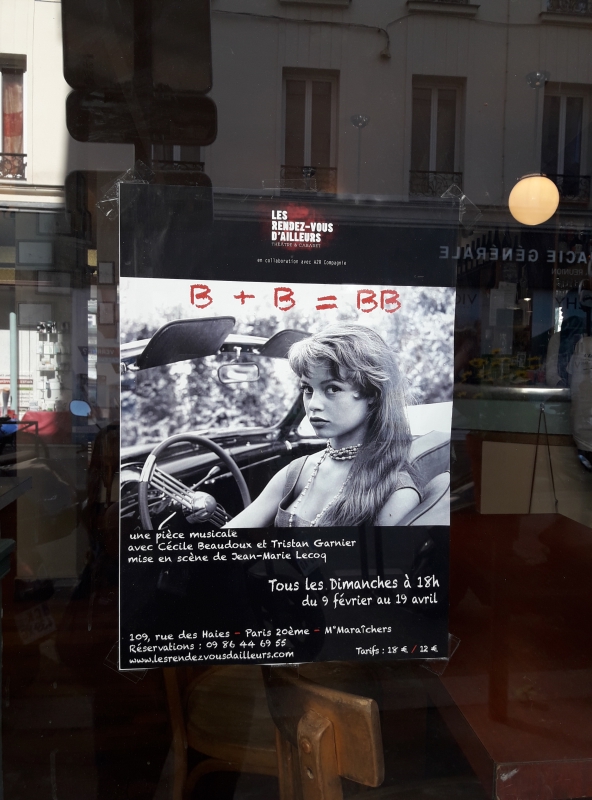 LES
RENDEZ-VOUS
D'AILLEURS
THÉÂTRE & CABARET
en collaboration avec A2R Compagnie
B + B = BB
ACIE GÉNÉRALE
une pièce musicale
avec Cécile Beaudoux et Tristan Garnier
mise en scène de Jean-Marie Lecoq
Tous les Dimanches à 18h
du 9 février au 19 avril
109, rue des Haies - Paris 20ème - M°Maraîchers
Réservations : 09 86 44 69 55
www.lesrendezvousdailleurs.com
Tarifs : 18 € / 12 €